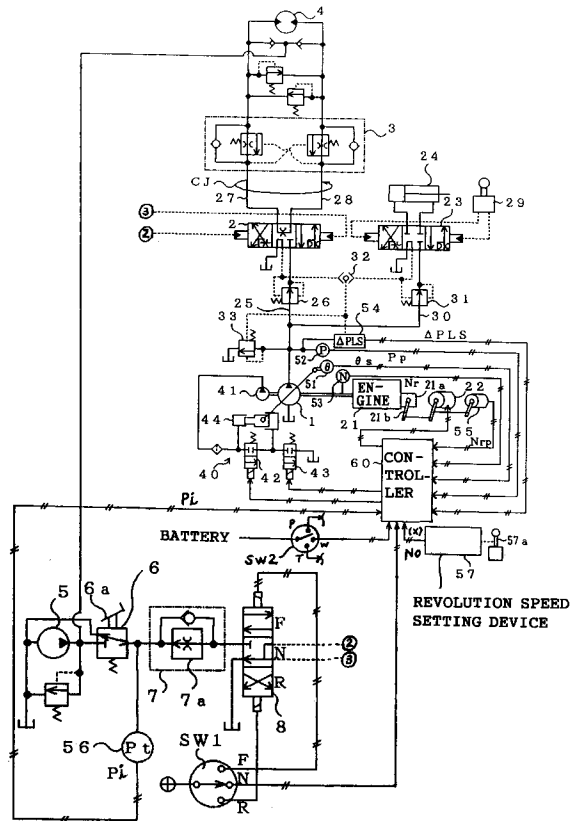 4
3
CJ
27
28
24
29
③
②
2
23
32
25
26
31
33
30
54
ΔPLS
ΔPLS
52
P
Pp
θ
θs
51
N
53
41
1
EN-
GINE
21
Nr
21a
22
21b
55
Nrp
44
40
42
43
60
CON-
TROL-
LER
Pi
BATTERY
P
W
T
SW2
(X)
No
57a
57
REVOLUTION SPEED
SETTING DEVICE
5
6a
6
7
7a
F
N
R
②
③
8
56
Pt
Pi
SW1
F
N
R